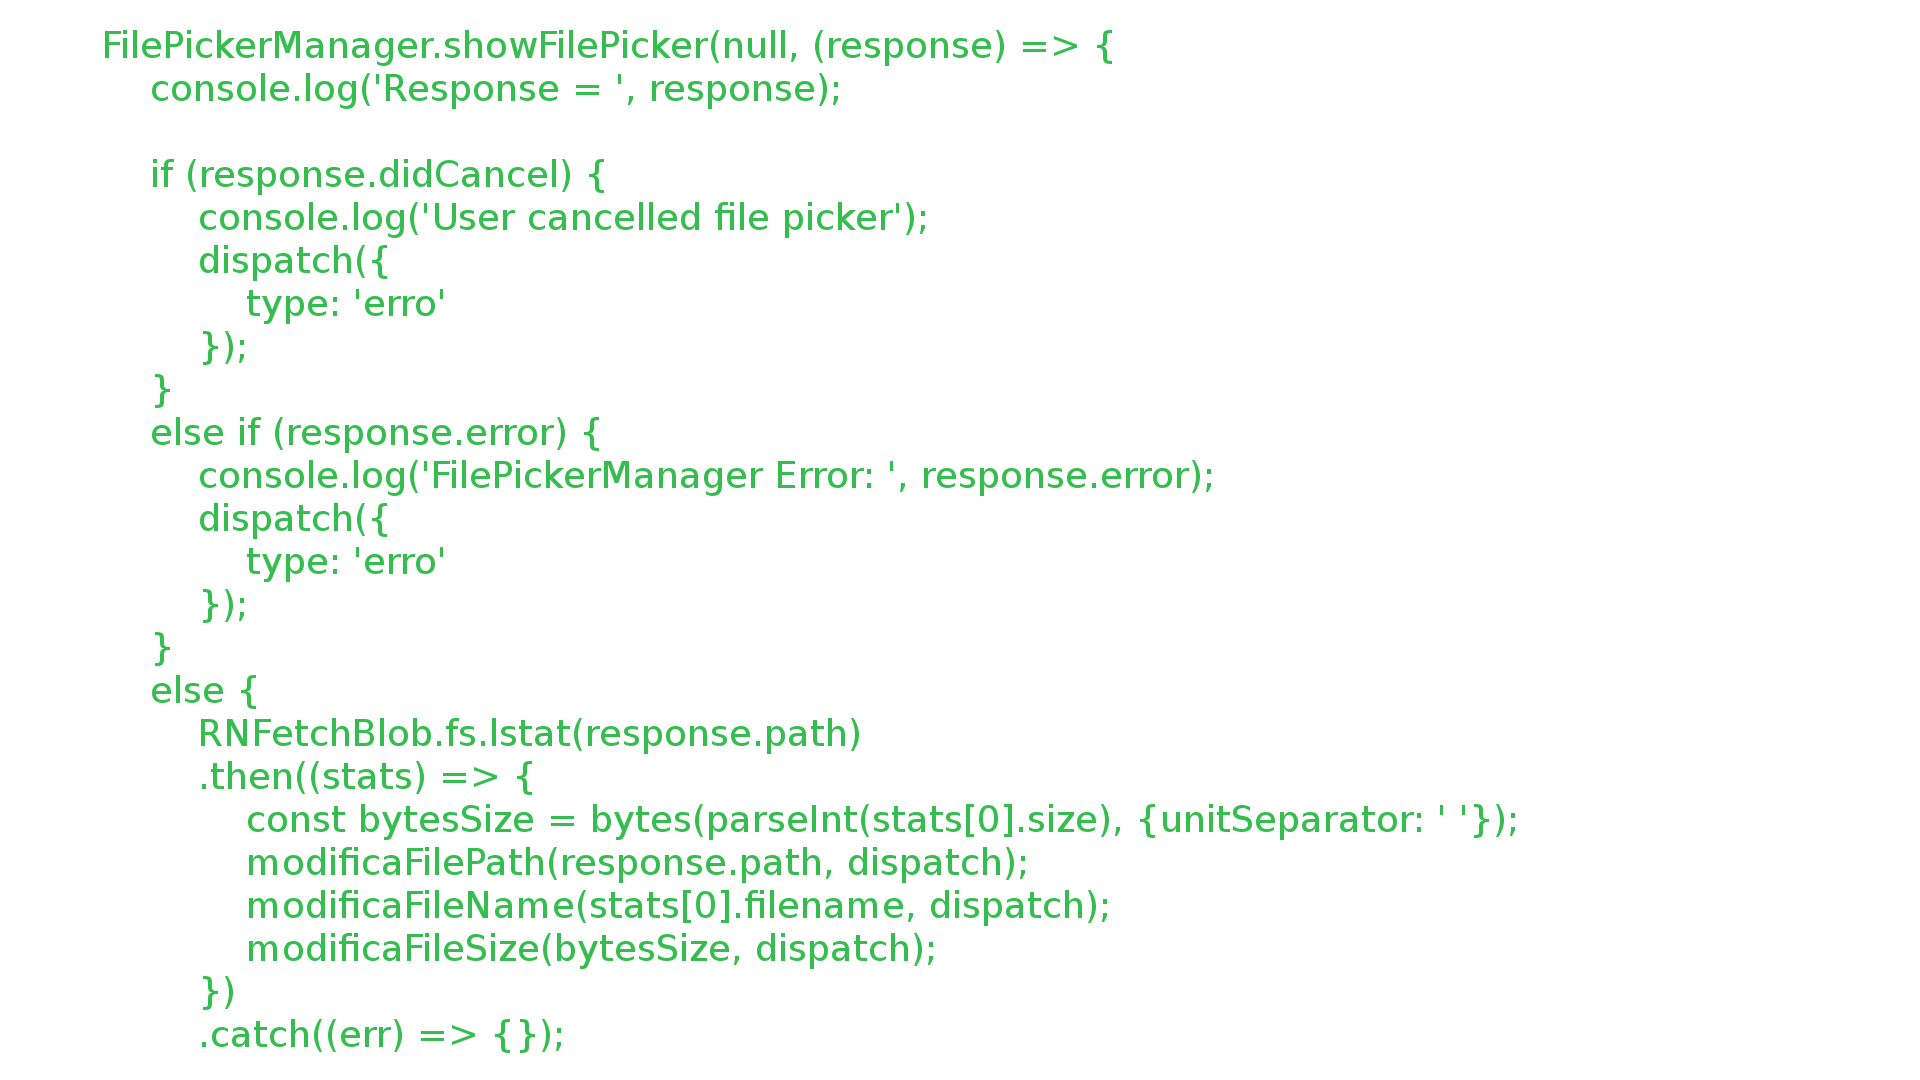 FilePickerManager.showFilePicker(null, (response) => {
    console.log('Response = ', response);

    if (response.didCancel) {
        console.log('User cancelled file picker');
        dispatch({
            type: 'erro'
        });
    }
    else if (response.error) {
        console.log('FilePickerManager Error: ', response.error);
        dispatch({
            type: 'erro'
        });
    }
    else {
        RNFetchBlob.fs.lstat(response.path)
        .then((stats) => {
            const bytesSize = bytes(parseInt(stats[0].size), {unitSeparator: ' '});
            modificaFilePath(response.path, dispatch);
            modificaFileName(stats[0].filename, dispatch);
            modificaFileSize(bytesSize, dispatch);
        })
        .catch((err) => {});